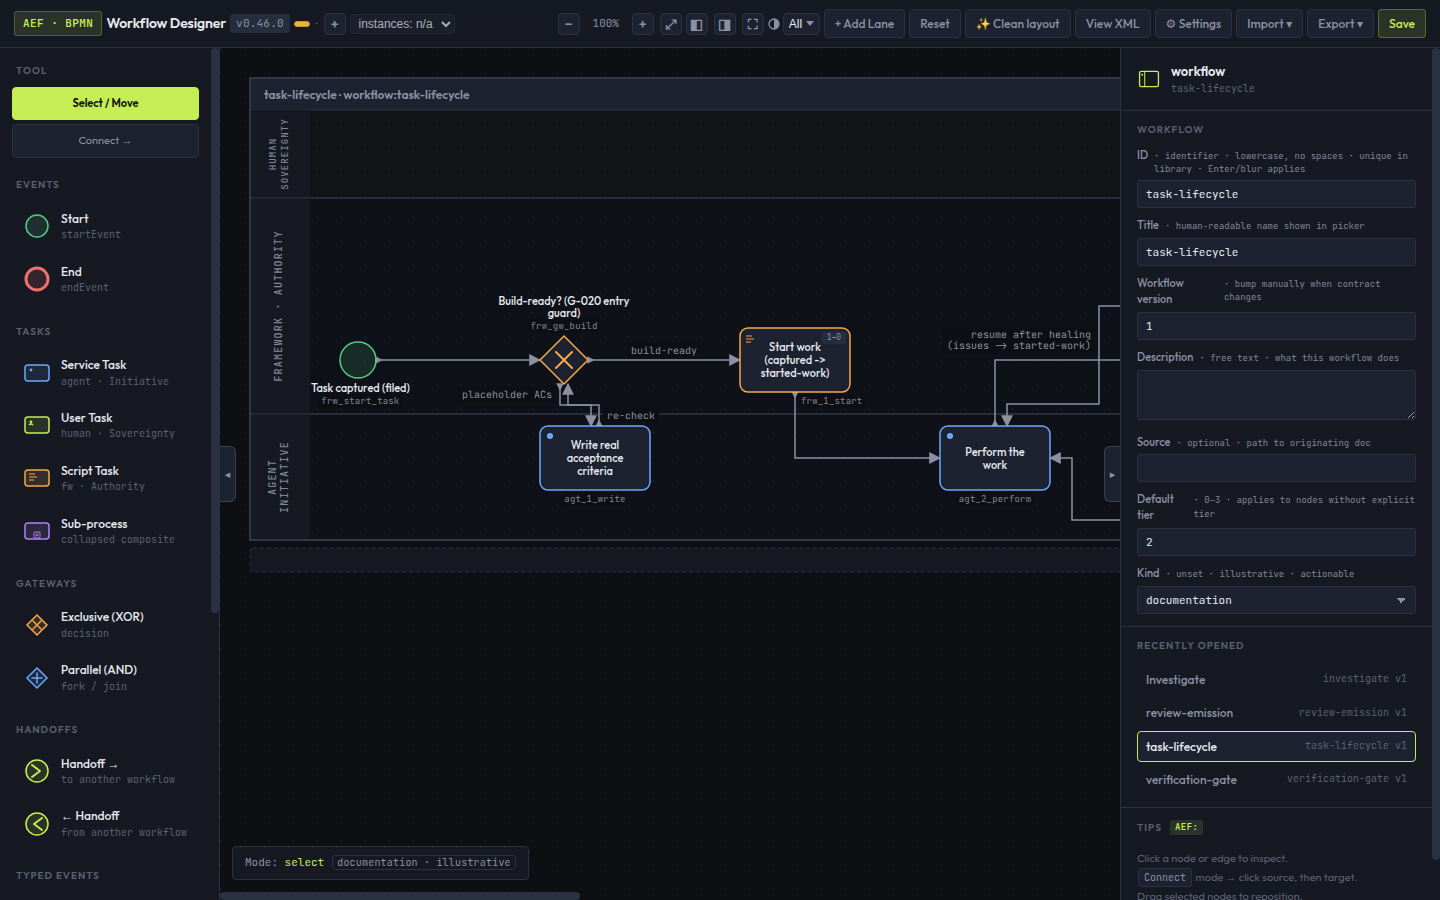 AEF · BPMN Workflow Designer v0.46.0 · + instances: n/a − 100% + All + Add Lane Reset ✨ Clean layout View XML ⚙ Settings Import ▾ Export ▾ Save
TOOL
Select / Move
Connect →
EVENTS
Start
startEvent
End
endEvent
TASKS
Service Task
agent · Initiative
User Task
human · Sovereignty
Script Task
fw · Authority
Sub-process
collapsed composite
GATEWAYS
Exclusive (XOR)
decision
Parallel (AND)
fork / join
HANDOFFS
Handoff →
to another workflow
← Handoff
from another workflow
TYPED EVENTS
task-lifecycle · workflow:task-lifecycle
HUMAN
SOVEREIGNTY
FRAMEWORK · AUTHORITY
AGENT
INITIATIVE
Task captured (filed)
frw_start_task
Build-ready? (G-020 entry
guard)
frw_gw_build
build-ready
placeholder ACs
re-check
1→0
Start work
(captured ->
started-work)
frw_1_start
resume after healing
(issues → started-work)
Write real
acceptance
criteria
agt_1_write
Perform the
work
agt_2_perform
Mode: select documentation · illustrative
workflow
task-lifecycle
WORKFLOW
ID · identifier · lowercase, no spaces · unique in
library · Enter/blur applies
task-lifecycle
Title · human-readable name shown in picker
task-lifecycle
Workflow
version · bump manually when contract
changes
1
Description · free text · what this workflow does
Source · optional · path to originating doc
Default
tier · 0-3 · applies to nodes without explicit
tier
2
Kind · unset · illustrative · actionable
documentation
RECENTLY OPENED
Investigate investigate v1
review-emission review-emission v1
task-lifecycle task-lifecycle v1
verification-gate verification-gate v1
TIPS AEF:
Click a node or edge to inspect.
Connect mode → click source, then target.
Drag selected nodes to reposition.